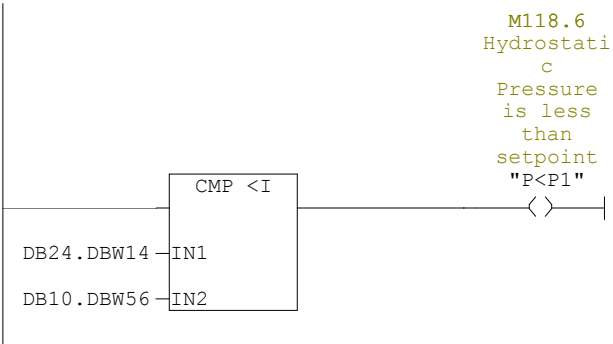 M118.6
Hydrostati
c
Pressure
is less
than
setpoint
"P<P1"
CMP <I
DB24.DBW14
IN1
DB10.DBW56
IN2